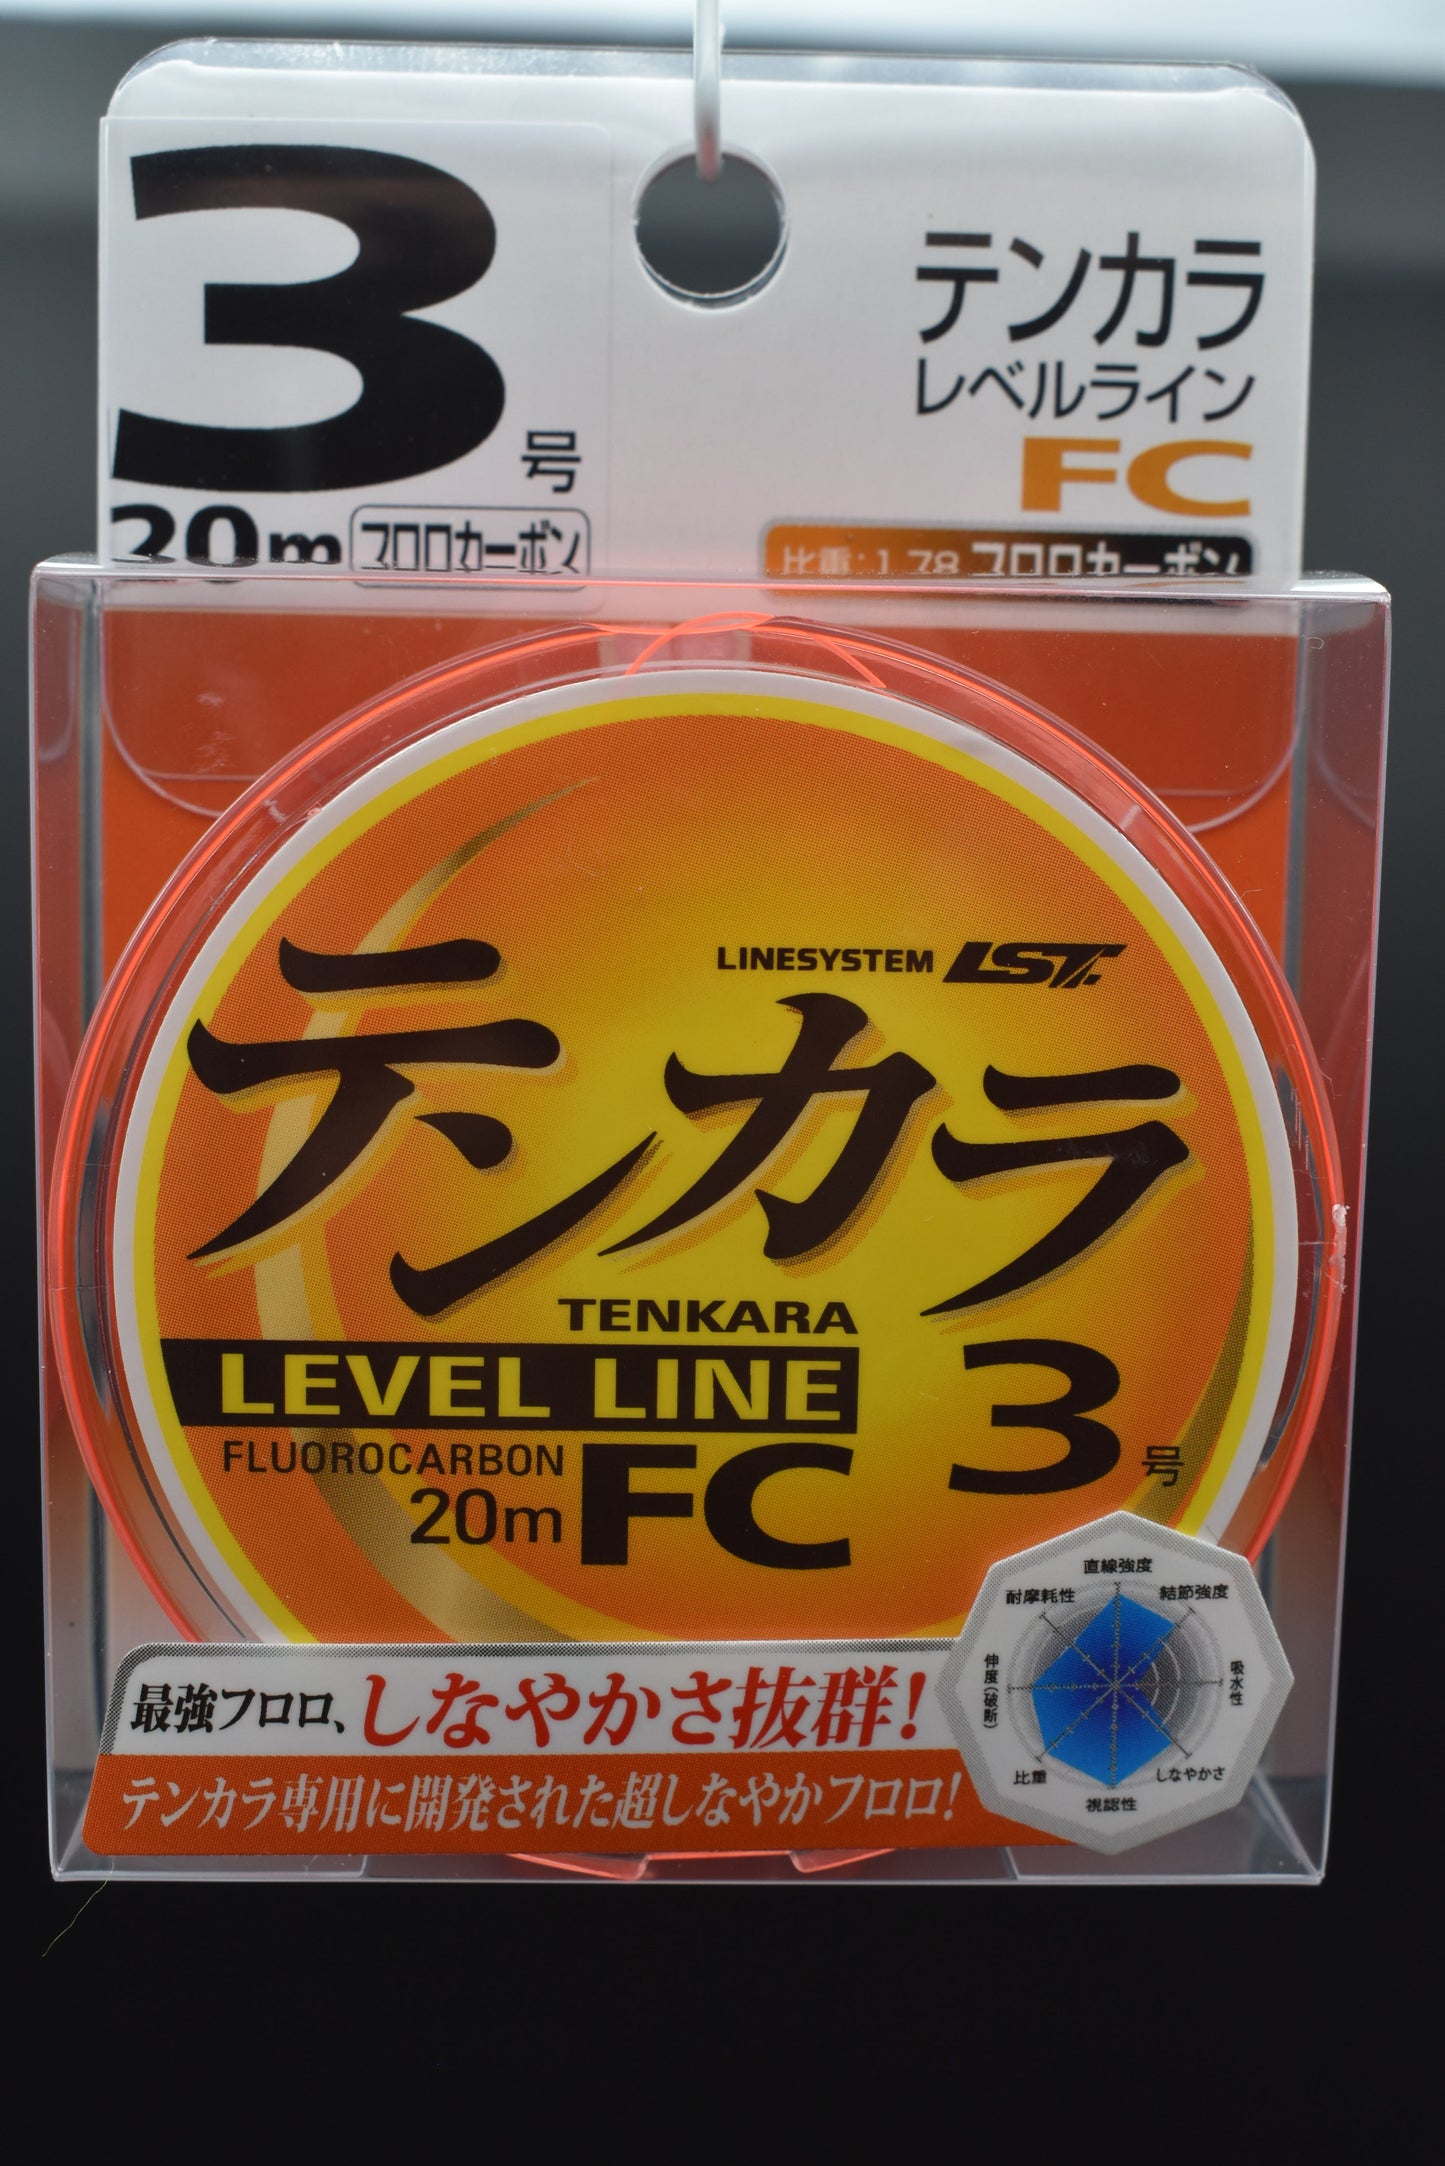 3号
20m フロロカーボン
テンカラ
レベルライン
FC
比重:1.78 フロロカーボン
LINESYSTEM LST.
テンカラ
TENKARA
LEVEL LINE
FLUOROCARBON
20m
FC
3号
直線強度
結節強度
吸水性
しなやかさ
視認性
比重
伸度(破断)
耐摩耗性
最強フロロ、しなやかさ抜群!
テンカラ専用に開発された超しなやかフロロ!